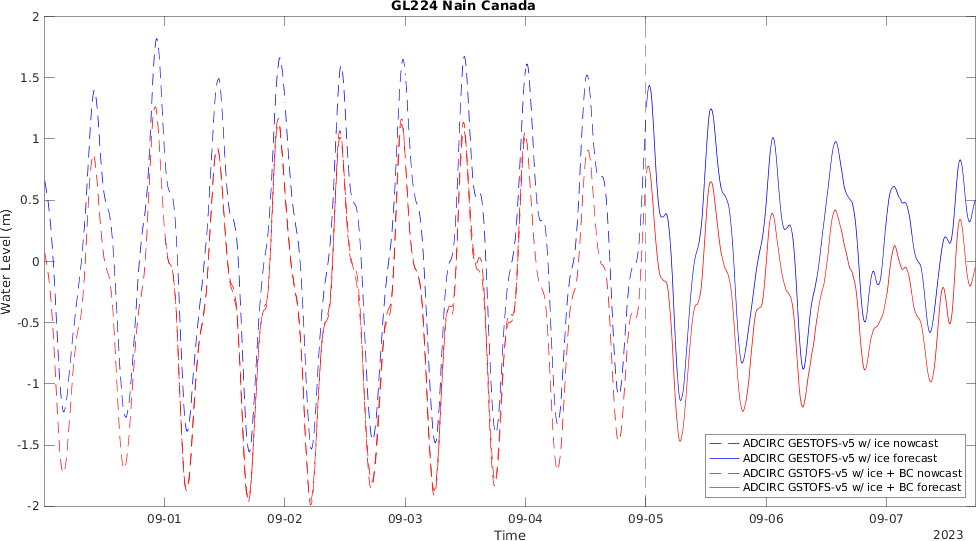 GL224 Nain Canada
2
1.5
1
0.5
0
-0.5
-1
-1.5
-2
Water Level (m)
ADCIRC GESTOFS-v5 w/ ice nowcast
ADCIRC GESTOFS-v5 w/ ice forecast
ADCIRC GSTOFS-v5 w/ ice + BC nowcast
ADCIRC GSTOFS-v5 w/ ice + BC forecast
09-01 09-02 09-03 09-04 09-05 09-06 09-07
Time
2023